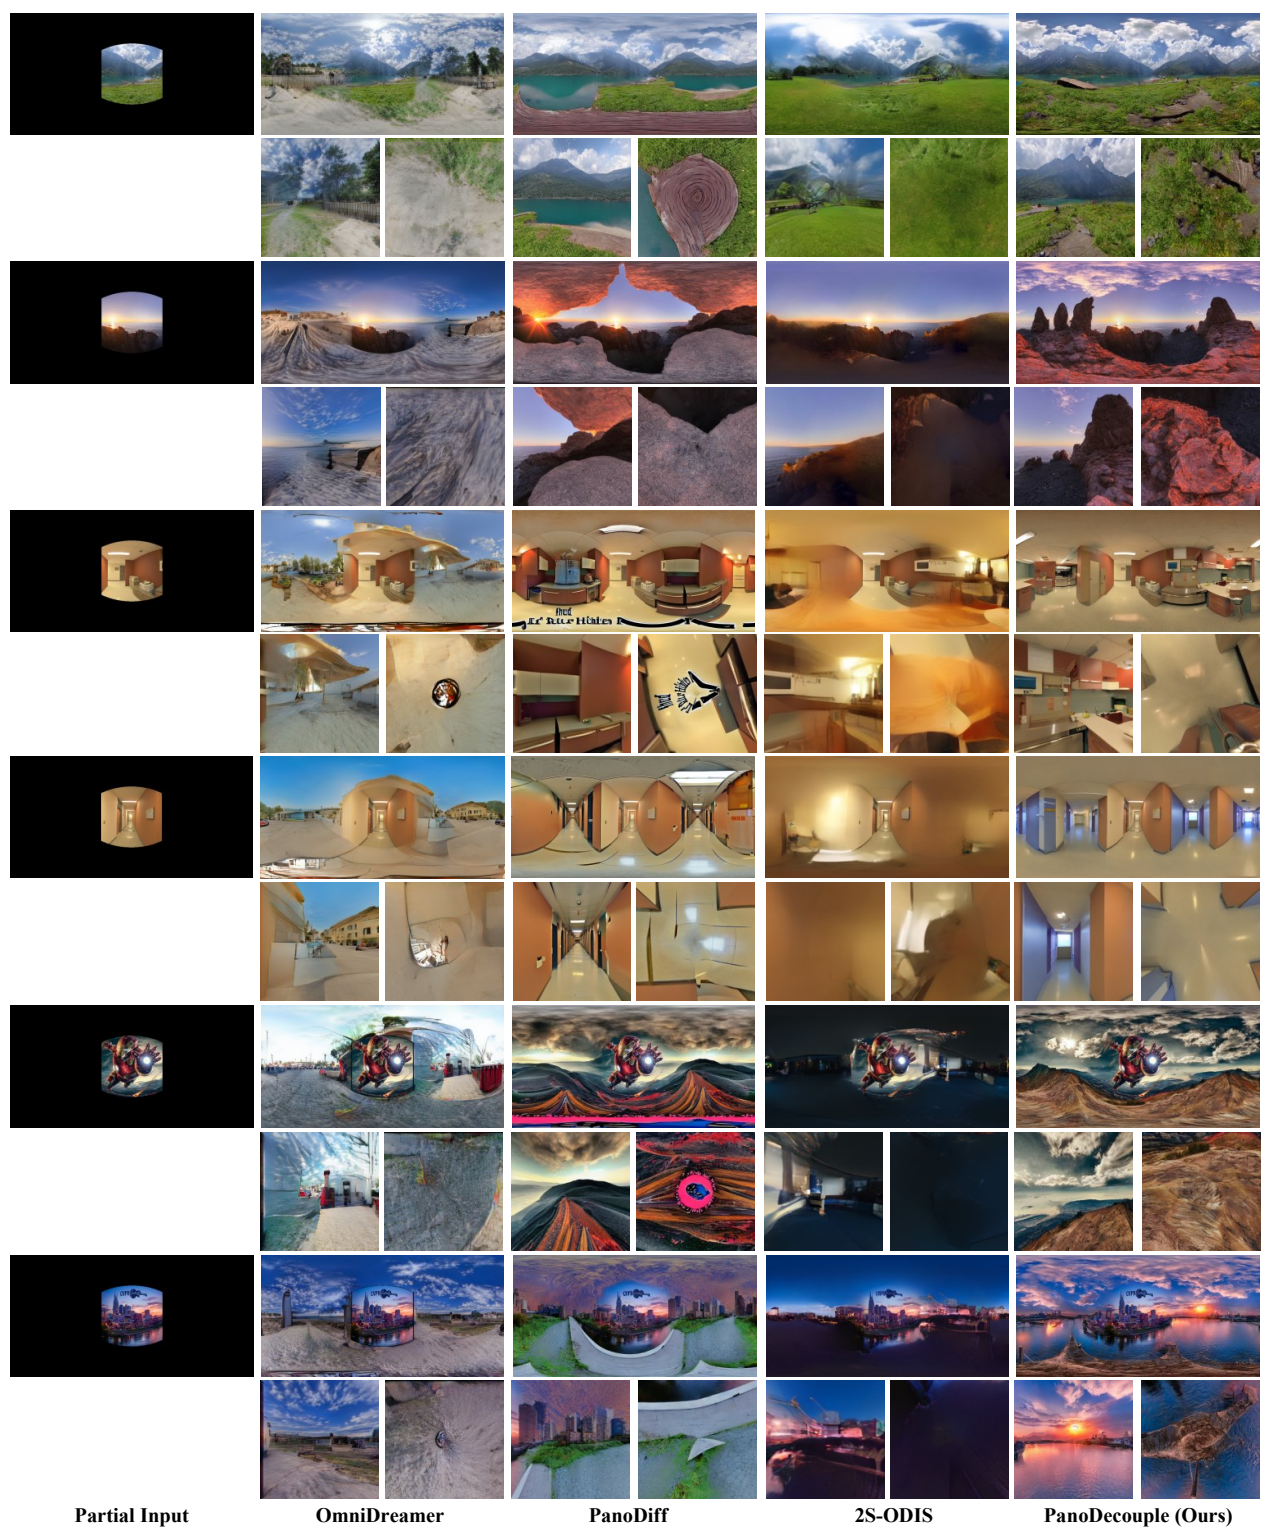 Partial Input
OmniDreamer
PanoDiff
2S-ODIS
PanoDecouple (Ours)